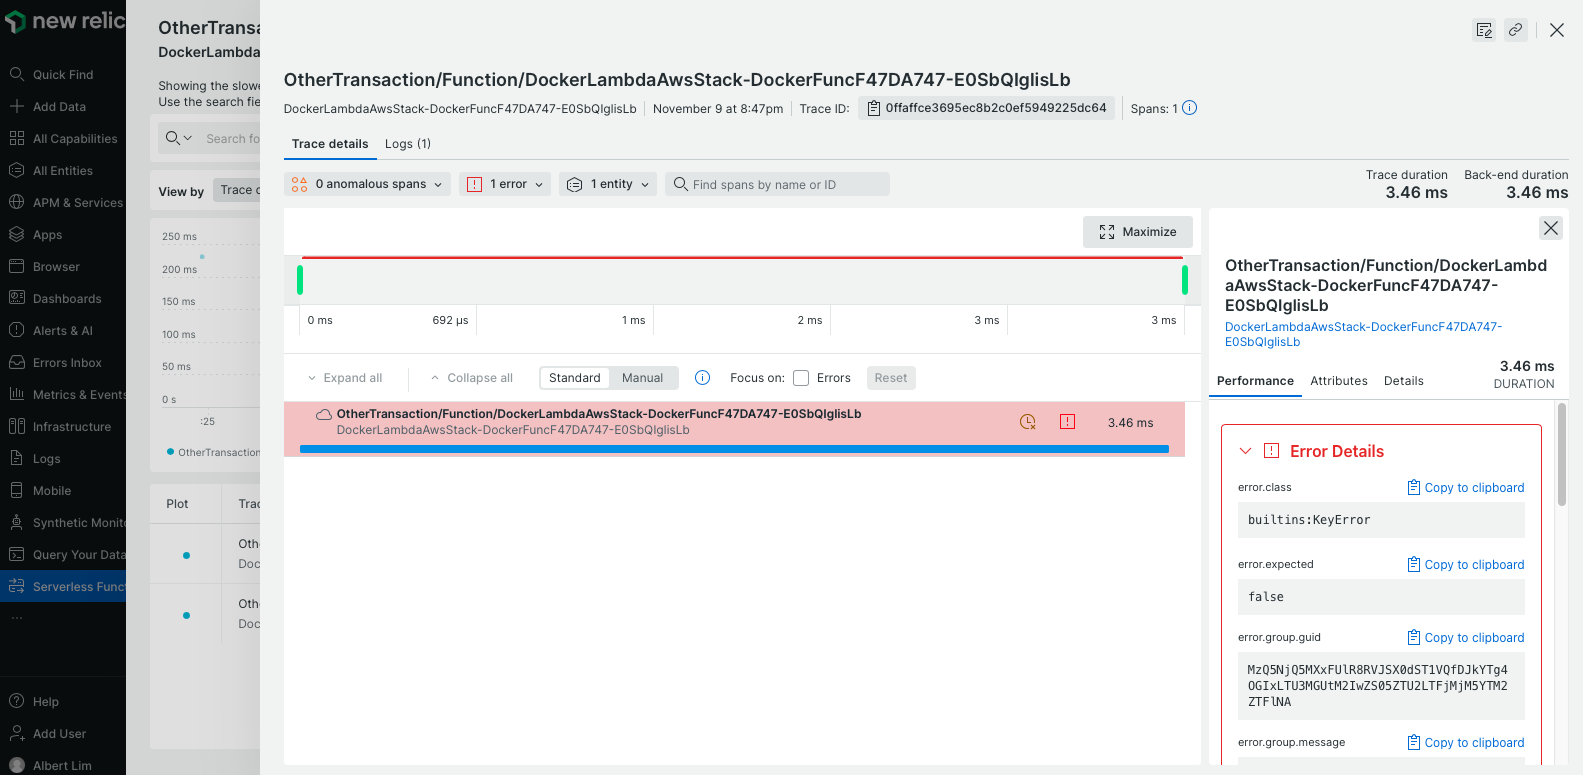 new relic
Quick Find
Add Data
All Capabilities
All Entities
APM & Services
Apps
Browser
Dashboards
Alerts & AI
Errors Inbox
Metrics & Events
Infrastructure
Logs
Mobile
Synthetic Monito
Query Your Data
Serverless Func
...
Help
Add User
Albert Lim
OtherTransa
DockerLambda
Showing the slowe
Use the search fie
Search fo
View by
Trace c
250 ms
200 ms
150 ms
100 ms
50 ms
0 s
:25
OtherTransaction
Plot
Trac
Oth
Doc
Oth
Doc
OtherTransaction/Function/DockerLambdaAwsStack-DockerFuncF47DA747-E0SbQIglisLb
DockerLambdaAwsStack-DockerFuncF47DA747-E0SbQIglisLb
November 9 at 8:47pm
Trace ID:
0ffaffce3695ec8b2c0ef5949225dc64
Spans: 1
Trace details
Logs (1)
0 anomalous spans
1 error
1 entity
Find spans by name or ID
Trace duration
3.46 ms
Back-end duration
3.46 ms
Maximize
0 ms
692 µs
1 ms
2 ms
3 ms
3 ms
Expand all
Collapse all
Standard
Manual
Focus on:
Errors
Reset
OtherTransaction/Function/DockerLambdaAwsStack-DockerFuncF47DA747-E0SbQIglisLb
DockerLambdaAwsStack-DockerFuncF47DA747-E0SbQIglisLb
3.46 ms
OtherTransaction/Function/DockerLambd
aAwsStack-DockerFuncF47DA747-
E0SbQIglisLb
DockerLambdaAwsStack-DockerFuncF47DA747-
E0SbQIglisLb
3.46 ms
DURATION
Performance
Attributes
Details
Error Details
error.class
Copy to clipboard
builtins:KeyError
error.expected
Copy to clipboard
false
error.group.guid
Copy to clipboard
MzQ5NjQ5MXxFUlR8RVJSX0dST1VQfDJkYTg4
OGIxLTU3MGUtM2IwZS05ZTU2LTFjMjM5YTM2
ZTFlNA
error.group.message
Copy to clipboard